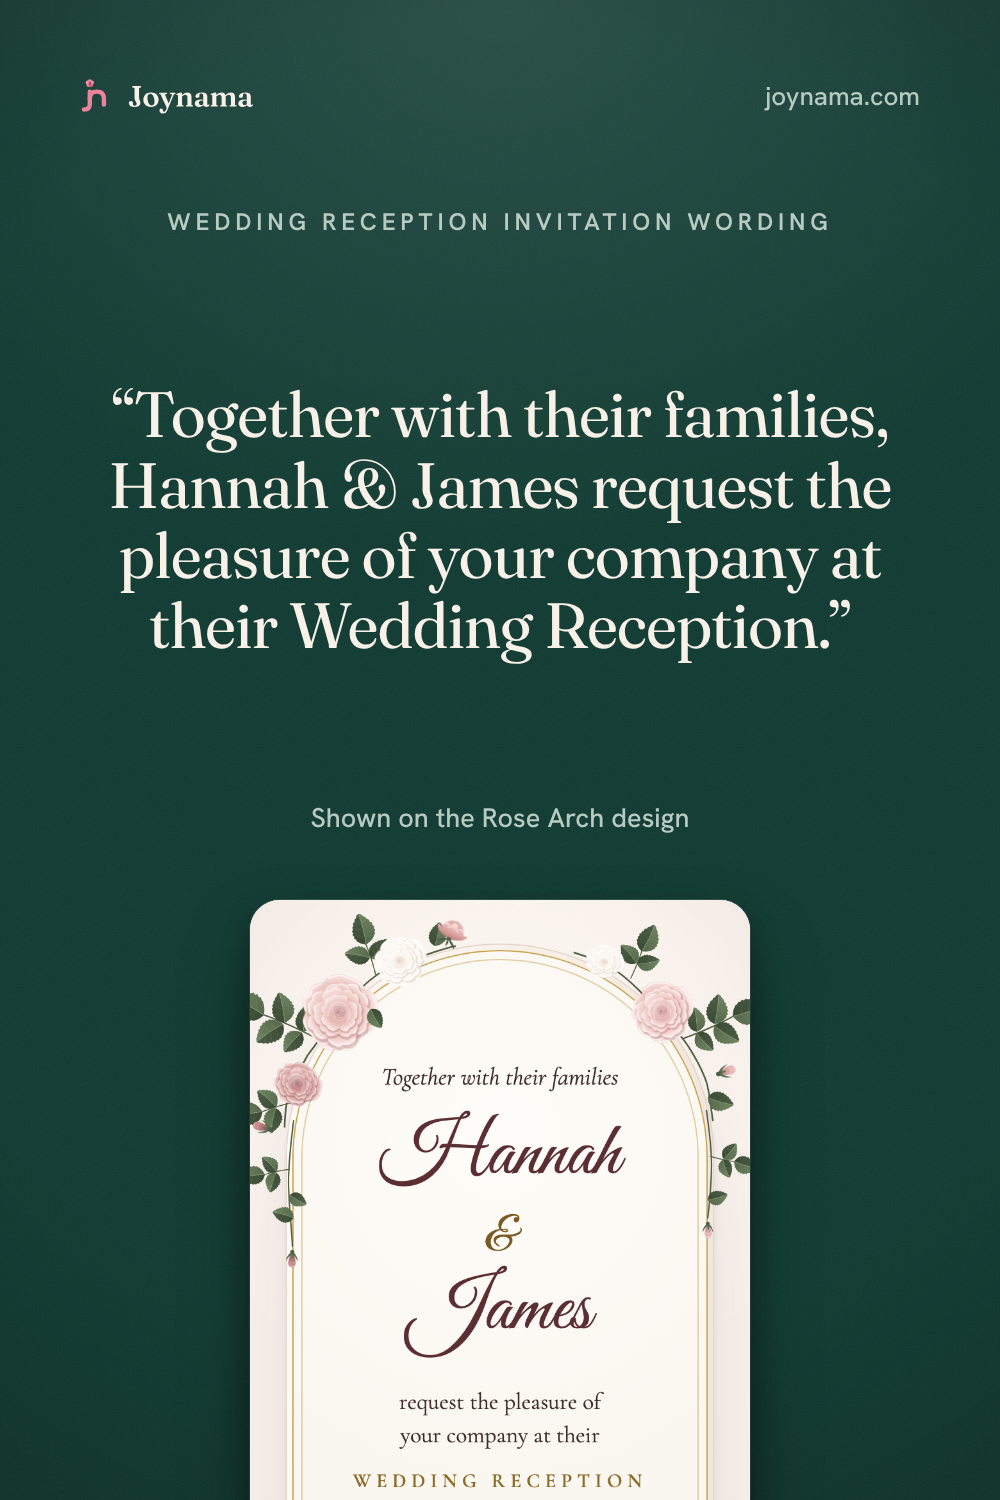 Joynama
joynama.com
WEDDING RECEPTION INVITATION WORDING
“Together with their families,
Hannah & James request the
pleasure of your company at
their Wedding Reception.”
Shown on the Rose Arch design
Together with their families
Hannah
&
James
request the pleasure of
your company at their
WEDDING RECEPTION